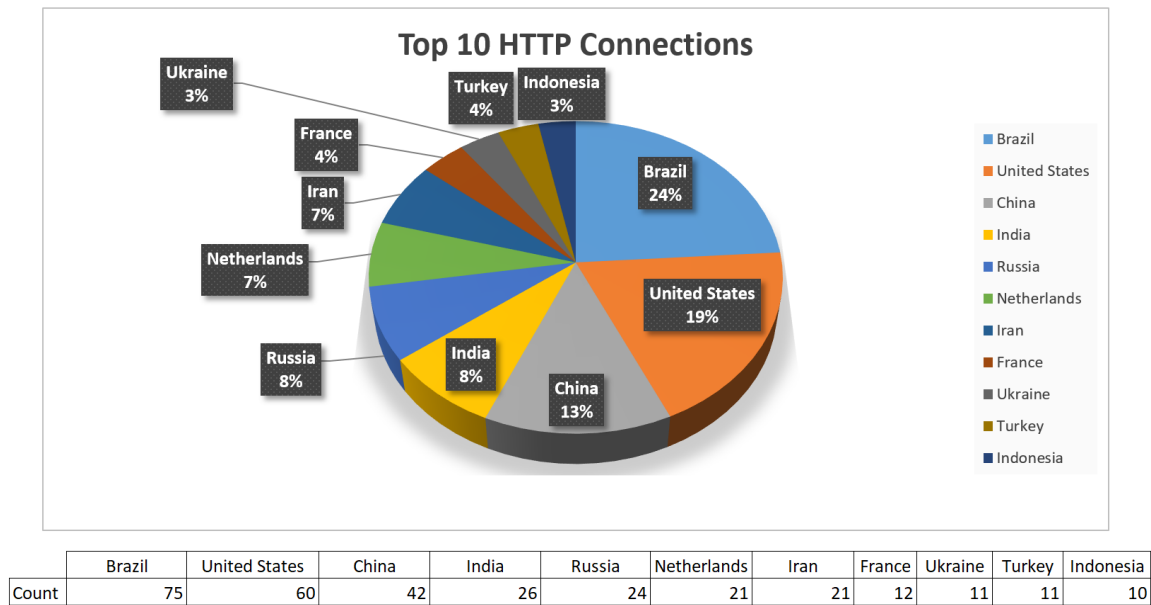 Top 10 HTTP Connections
Ukraine
3%
Turkey
4%
Indonesia
3%
France
4%
Brazil
24%
Iran
7%
Netherlands
7%
United States
19%
Russia
8%
India
8%
China
13%
Brazil
United States
China
India
Russia
Netherlands
Iran
France
Ukraine
Turkey
Indonesia
Brazil United States China India Russia Netherlands Iran France Ukraine Turkey Indonesia
Count 75 60 42 26 24 21 21 12 11 11 10